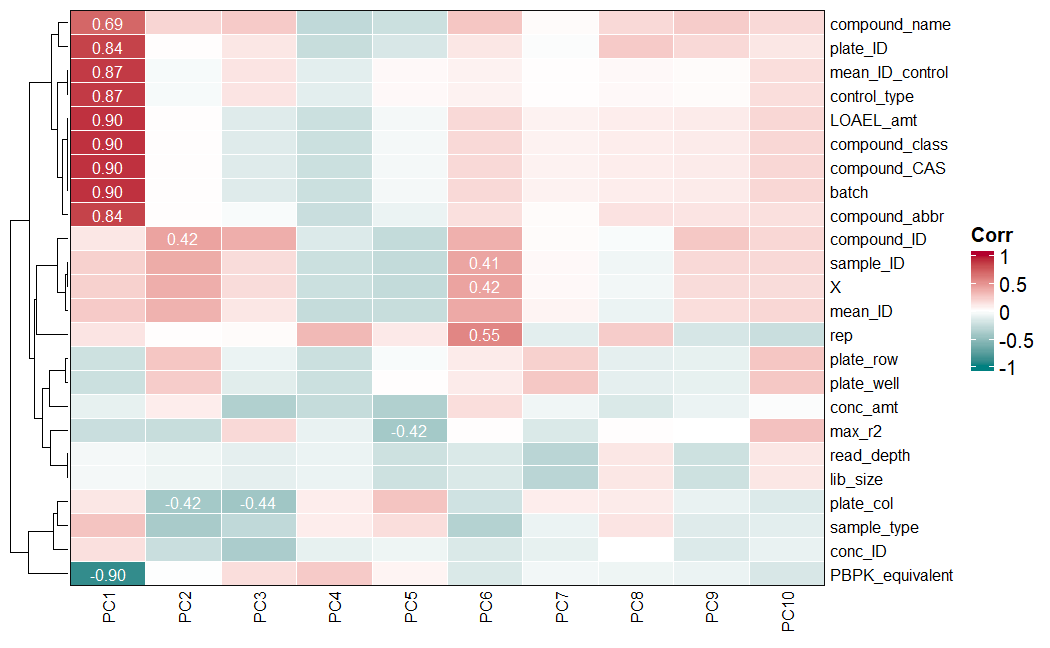 0.69 compound_name
0.84 plate_ID
0.87 mean_ID_control
0.87 control_type
0.90 LOAEL_amt
0.90 compound_class
0.90 compound_CAS
0.90 batch
0.84 compound_abbr
0.42 compound_ID
0.41 sample_ID
0.42 X
mean_ID
0.55 rep
plate_row
plate_well
conc_amt
-0.42 max_r2
read_depth
lib_size
-0.42 -0.44 plate_col
sample_type
conc_ID
-0.90 PBPK_equivalent
PC1 PC2 PC3 PC4 PC5 PC6 PC7 PC8 PC9 PC10
Corr
1
0.5
0
-0.5
-1